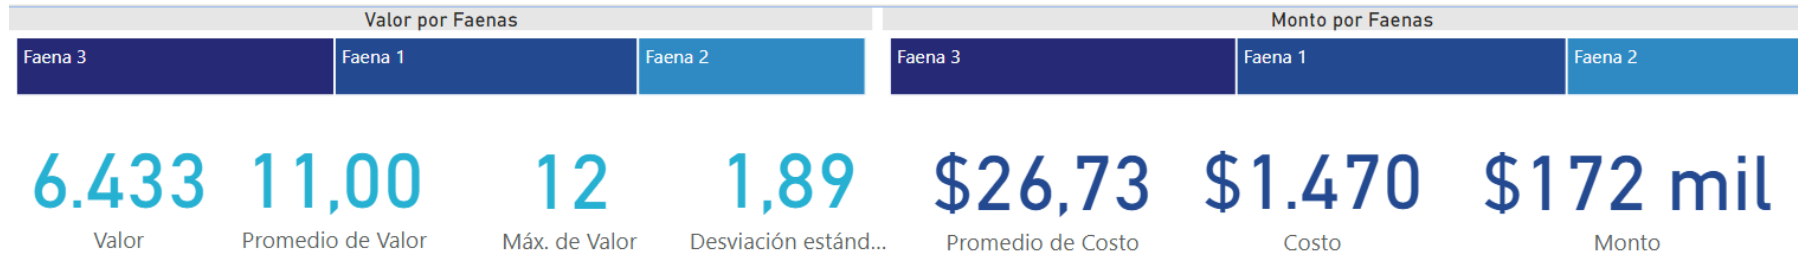 Valor por Faenas
Faena 3
Faena 1
Faena 2
Monto por Faenas
Faena 3
Faena 1
Faena 2
6.433
Valor
11,00
Promedio de Valor
12
Máx. de Valor
1,89
Desviación estánd...
$26,73
Promedio de Costo
$1.470
Costo
$172 mil
Monto